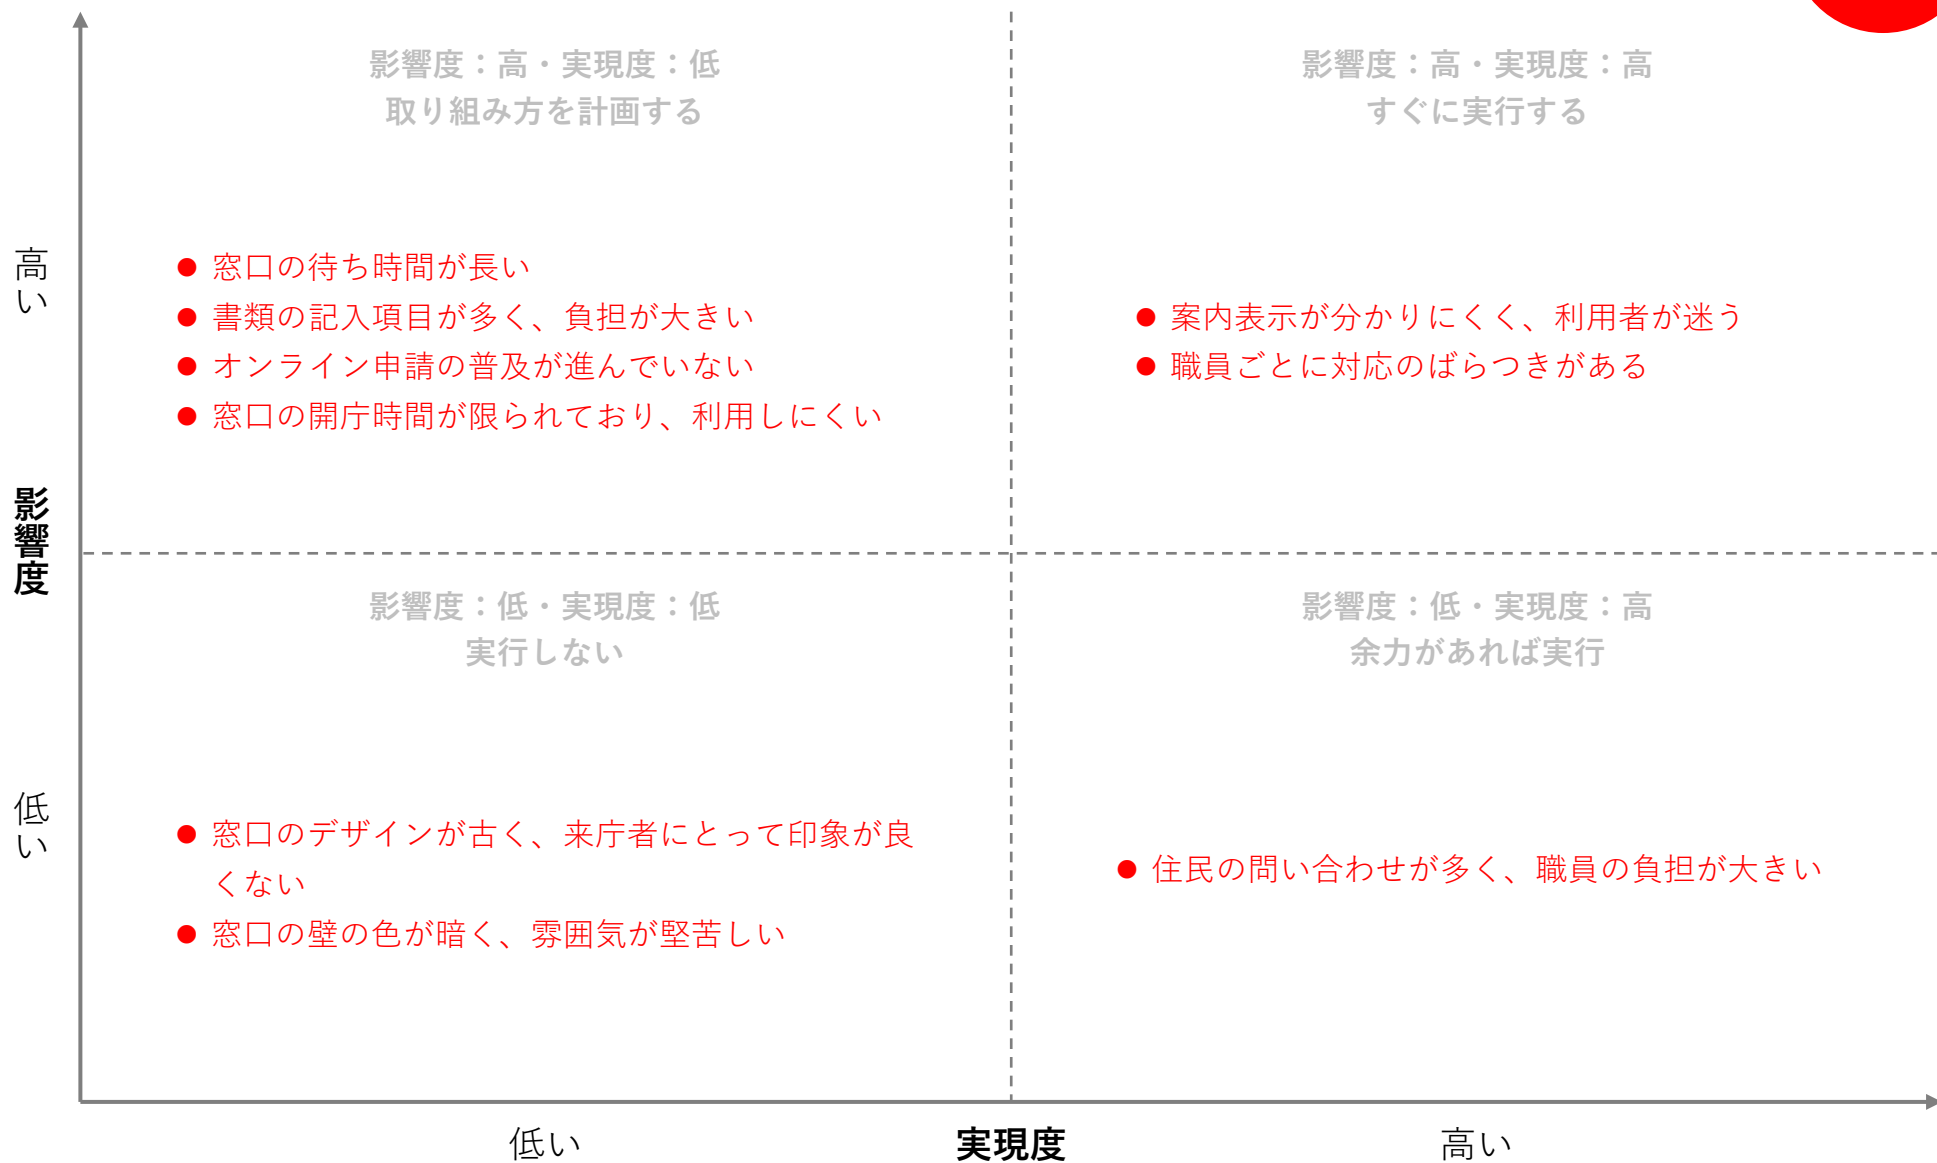 影響度：高・実現度：低
取り組み方を計画する
影響度：高・実現度：高
すぐに実行する
高い
● 窓口の待ち時間が長い
● 書類の記入項目が多く、負担が大きい
● オンライン申請の普及が進んでいない
● 窓口の開庁時間が限られており、利用しにくい
● 案内表示が分かりにくく、利用者が迷う
● 職員ごとに対応のばらつきがある
影響度
影響度：低・実現度：低
実行しない
影響度：低・実現度：高
余力があれば実行
低い
● 窓口のデザインが古く、来庁者にとって印象が良
くない
● 窓口の壁の色が暗く、雰囲気が堅苦しい
● 住民の問い合わせが多く、職員の負担が大きい
低い
実現度
高い